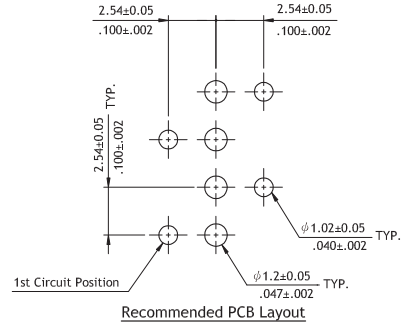 2.54±0.05
.100±.002
2.54±0.05
.100±.002
2.54±0.05
.100±.002
TYP.
ϕ1.02±0.05
.040±.002
TYP.
1st Circuit Position
ϕ1.2±0.05
.047±.002
TYP.
Recommended PCB Layout